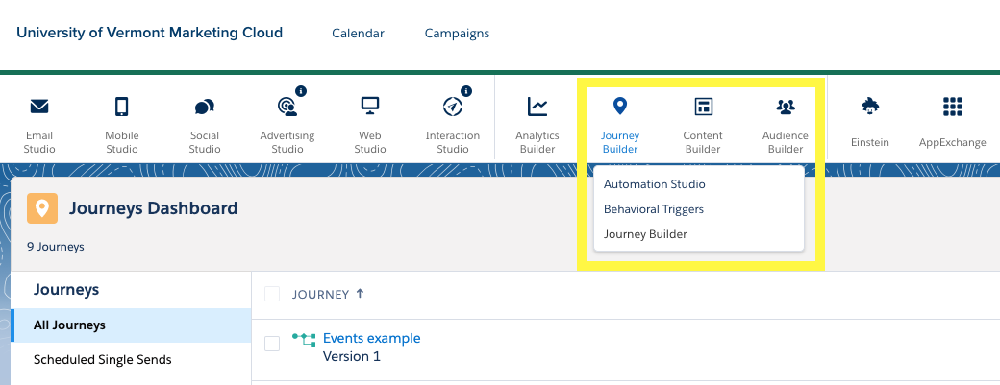 University of Vermont Marketing Cloud Calendar Campaigns
Email Studio
Mobile Studio
Social Studio
Advertising Studio
Web Studio
Interaction Studio
Analytics Builder
Journey Builder
Content Builder
Audience Builder
Einstein
AppExchange
Automation Studio
Behavioral Triggers
Journey Builder
Journeys Dashboard
9 Journeys
Journeys
All Journeys
Scheduled Single Sends
JOURNEY
Events example
Version 1